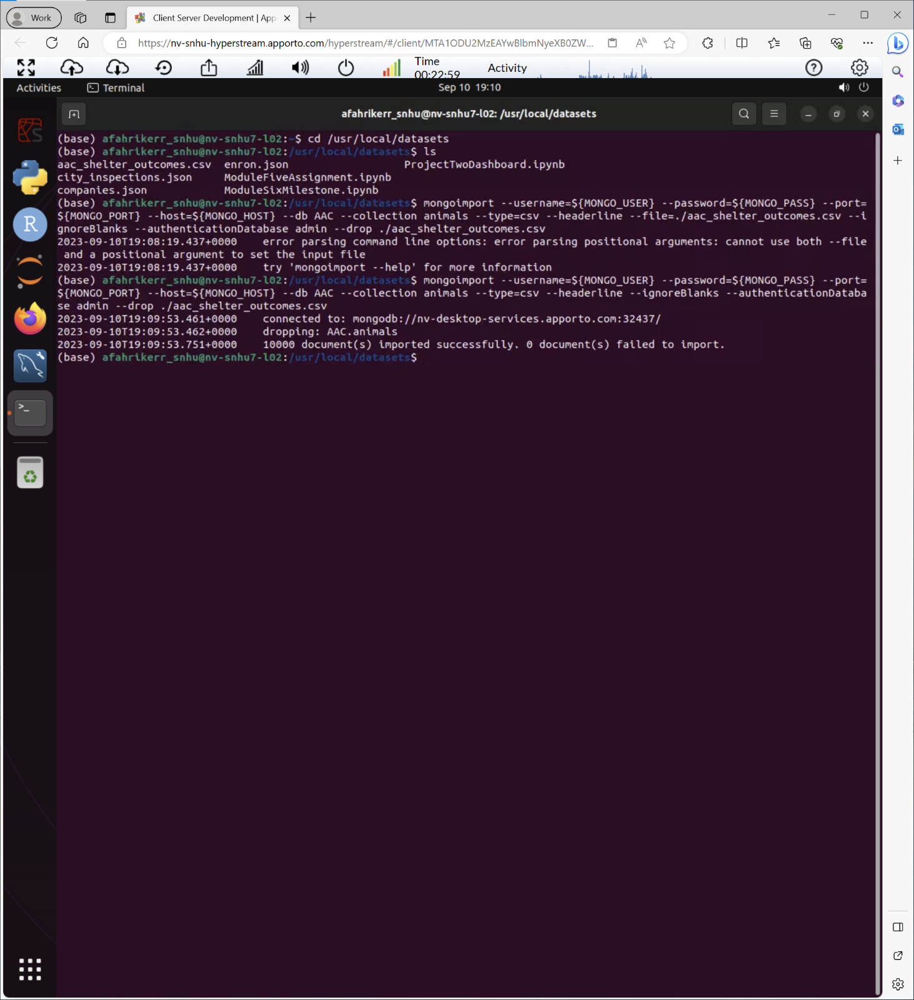 Work
Client Server Development | App
https://nv-snhu-hyperstream.apporto.com/hyperstream/#/client/MTA1ODU2MzEAYwBlbmNyeXB0ZW...
Time
00:22:59
Activity
Activities
Terminal
Sep 10 19:10
afahrikerr_snhu@nv-snhu7-l02: /usr/local/datasets
(base) afahrikerr_snhu@nv-snhu7-l02:~$ cd /usr/local/datasets
(base) afahrikerr_snhu@nv-snhu7-l02:/usr/local/datasets$ ls
aac_shelter_outcomes.csv enron.json ProjectTwoDashboard.ipynb
city_inspections.json ModuleFiveAssignment.ipynb
companies.json ModuleSixMilestone.ipynb
(base) afahrikerr_snhu@nv-snhu7-l02:/usr/local/datasets$ mongoimport --username=${MONGO_USER} --password=${MONGO_PASS} --port=
${MONGO_PORT} --host=${MONGO_HOST} --db AAC --collection animals --type=csv --headerline --file=./aac_shelter_outcomes.csv --i
gnoreBlanks --authenticationDatabase admin --drop ./aac_shelter_outcomes.csv
2023-09-10T19:08:19.437+0000 error parsing command line options: error parsing positional arguments: cannot use both --file
and a positional argument to set the input file
2023-09-10T19:08:19.437+0000 try 'mongoimport --help' for more information
(base) afahrikerr_snhu@nv-snhu7-l02:/usr/local/datasets$ mongoimport --username=${MONGO_USER} --password=${MONGO_PASS} --port=
${MONGO_PORT} --host=${MONGO_HOST} --db AAC --collection animals --type=csv --headerline --ignoreBlanks --authenticationDataba
se admin --drop ./aac_shelter_outcomes.csv
2023-09-10T19:09:53.461+0000 connected to: mongodb://nv-desktop-services.apporto.com:32437/
2023-09-10T19:09:53.462+0000 dropping: AAC.animals
2023-09-10T19:09:53.751+0000 10000 document(s) imported successfully. 0 document(s) failed to import.
(base) afahrikerr_snhu@nv-snhu7-l02:/usr/local/datasets$